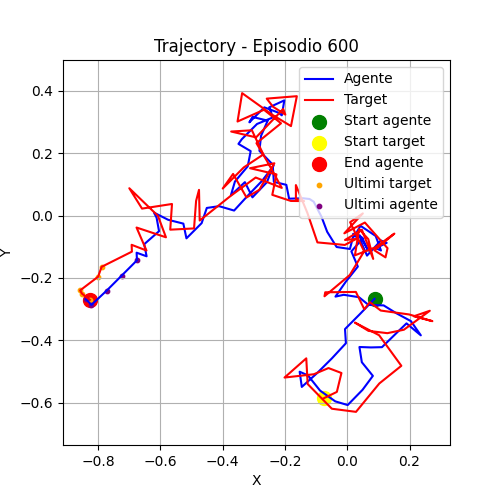 Trajectory - Episodio 600
Agente
Target
Start agente
Start target
End agente
Ultimi target
Ultimi agente
Y
0.4
0.2
0.0
−0.2
−0.4
−0.6
−0.8 −0.6 −0.4 −0.2 0.0 0.2
X